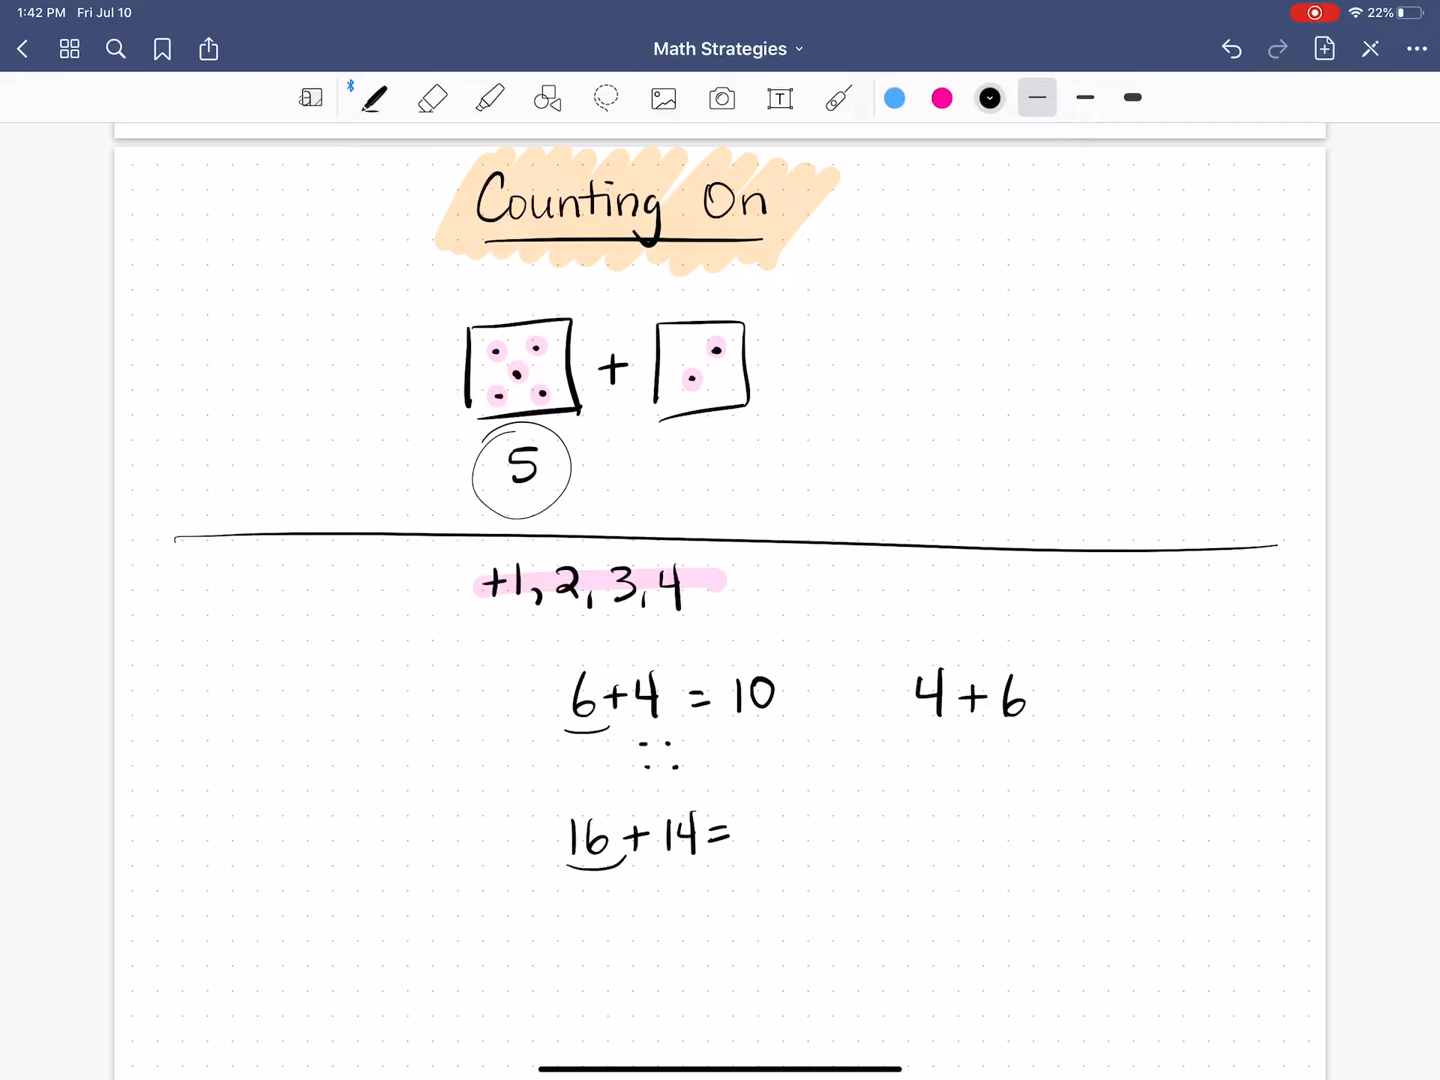 1:42 PM Fri Jul 10
22%
Math Strategies
Counting On
+
5
+1, 2, 3, 4
6+4 = 10
4+6
16+14=